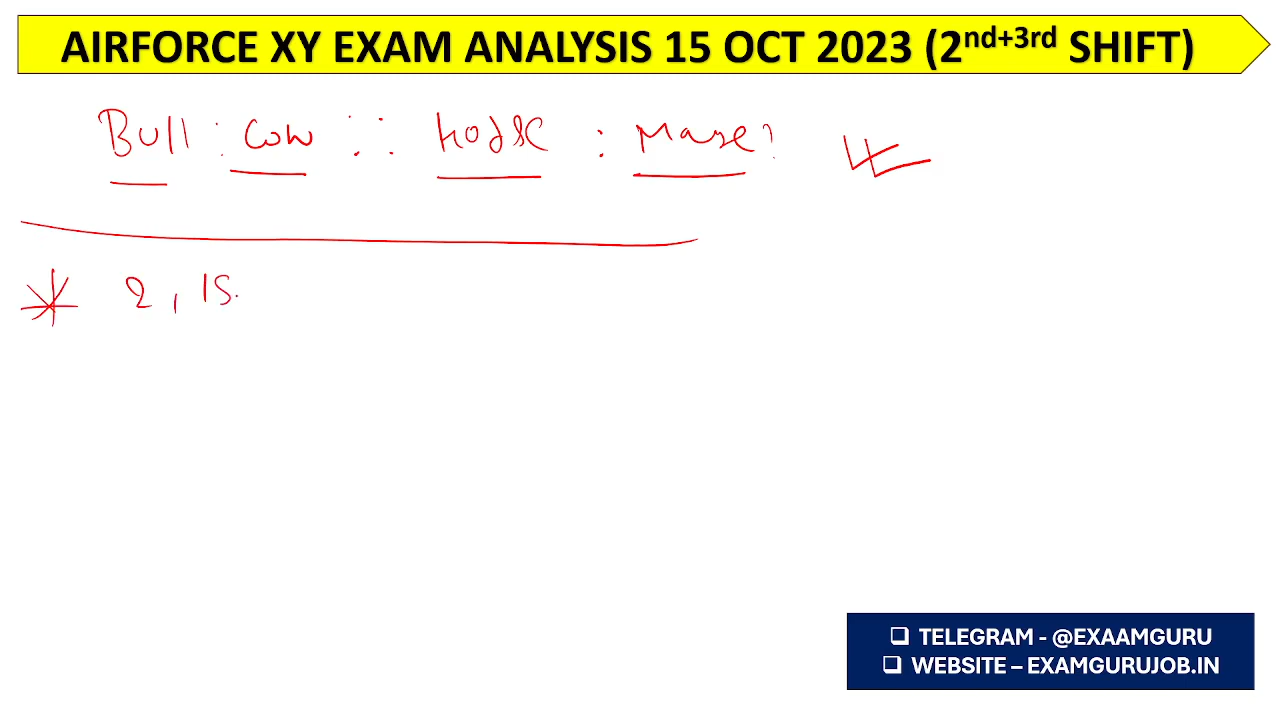 AIRFORCE XY EXAM ANALYSIS 15 OCT 2023 (2nd+3rd SHIFT)
Bull : Cow :: Horse : Mare?
* 2, 15.
❑ TELEGRAM - @EXAAMGURU
❑ WEBSITE – EXAMGURUJOB.IN